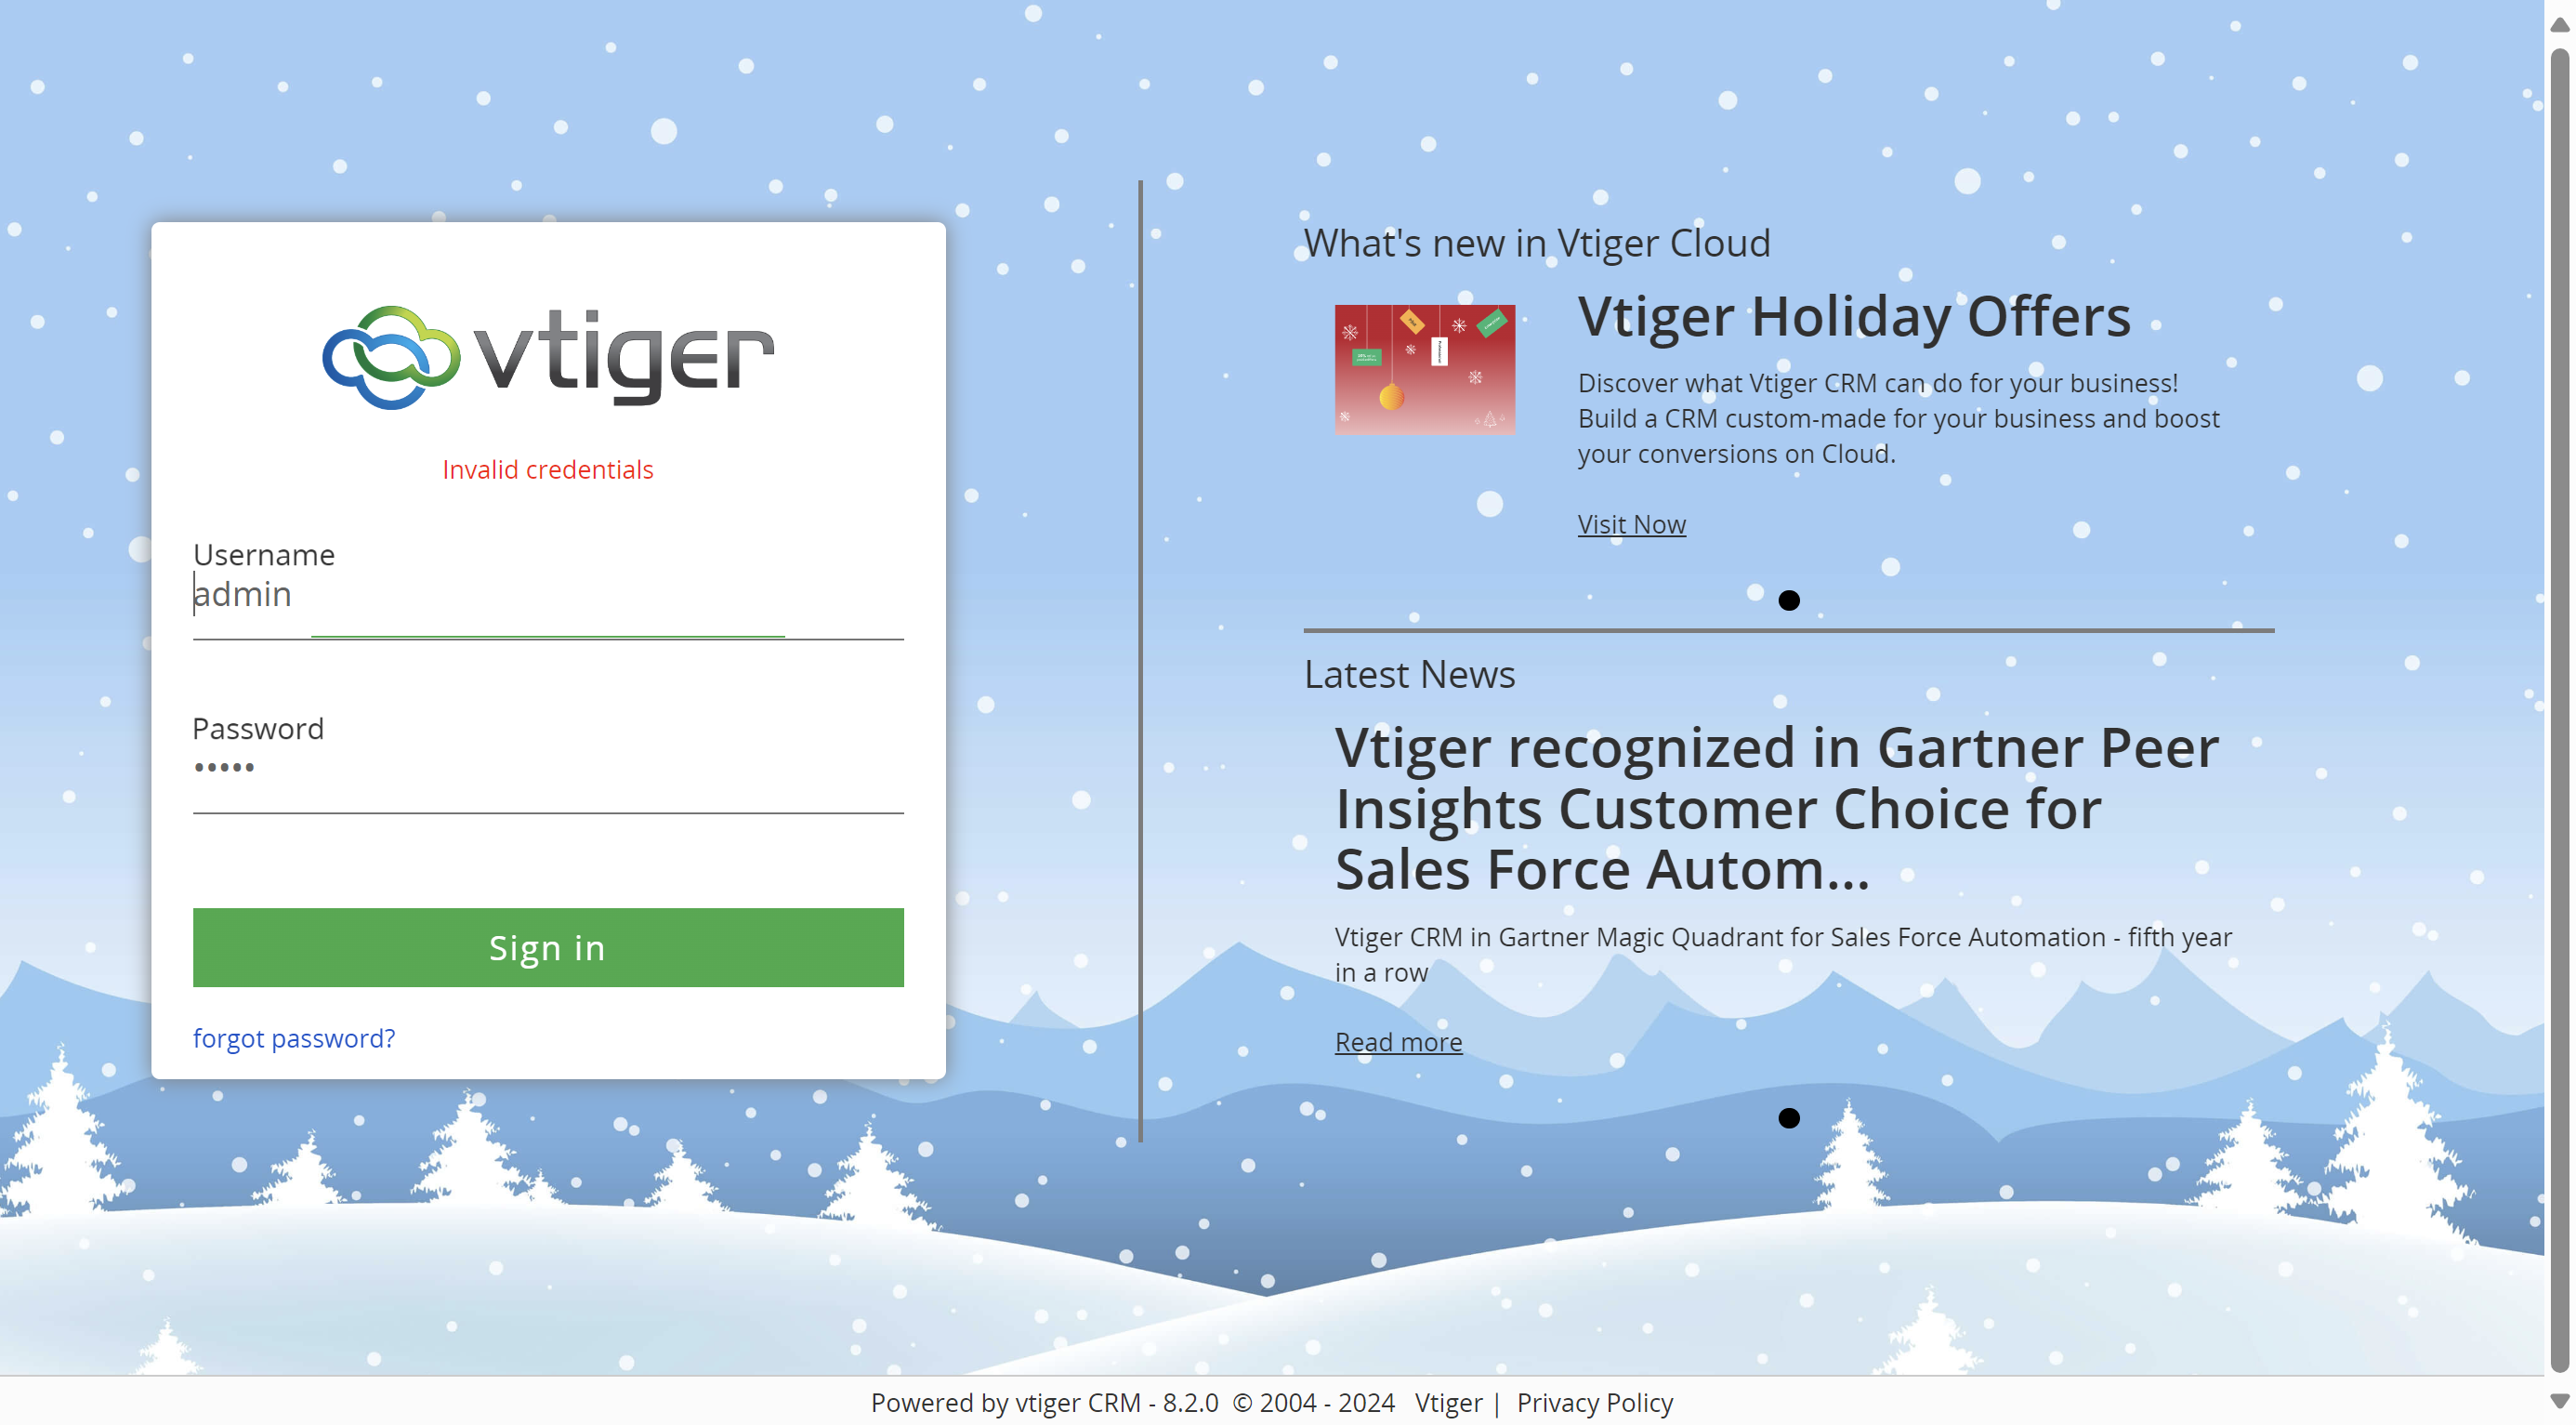 vtiger
Invalid credentials
Username
admin
Password
•••••
Sign in
forgot password?
What's new in Vtiger Cloud
Vtiger Holiday Offers
Discover what Vtiger CRM can do for your business!
Build a CRM custom-made for your business and boost
your conversions on Cloud.
Visit Now
Latest News
Vtiger recognized in Gartner Peer
Insights Customer Choice for
Sales Force Autom...
Vtiger CRM in Gartner Magic Quadrant for Sales Force Automation - fifth year
in a row
Read more
Powered by vtiger CRM - 8.2.0 © 2004 - 2024 Vtiger | Privacy Policy